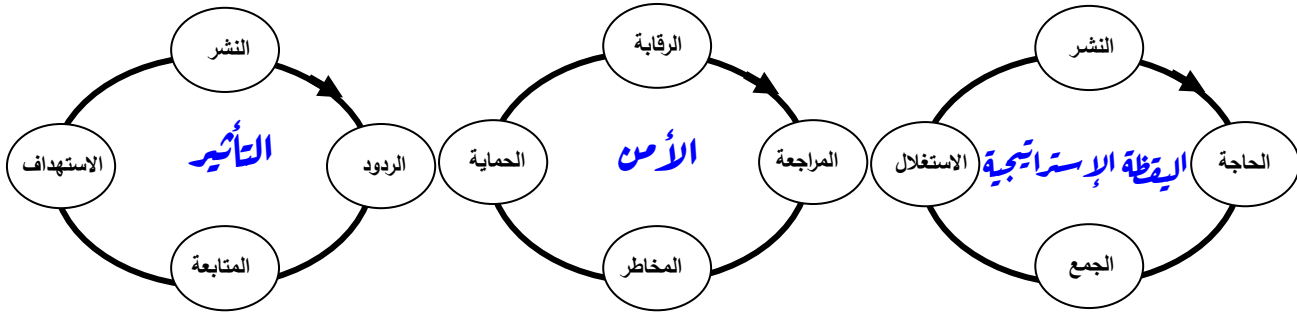 النشر
الحاجة
اليقظة الإستراتيجية
الاستغلال
الجمع
الرقابة
المراجعة
الأمن
الحماية
المخاطر
النشر
الردود
التأثير
الاستهداف
المتابعة